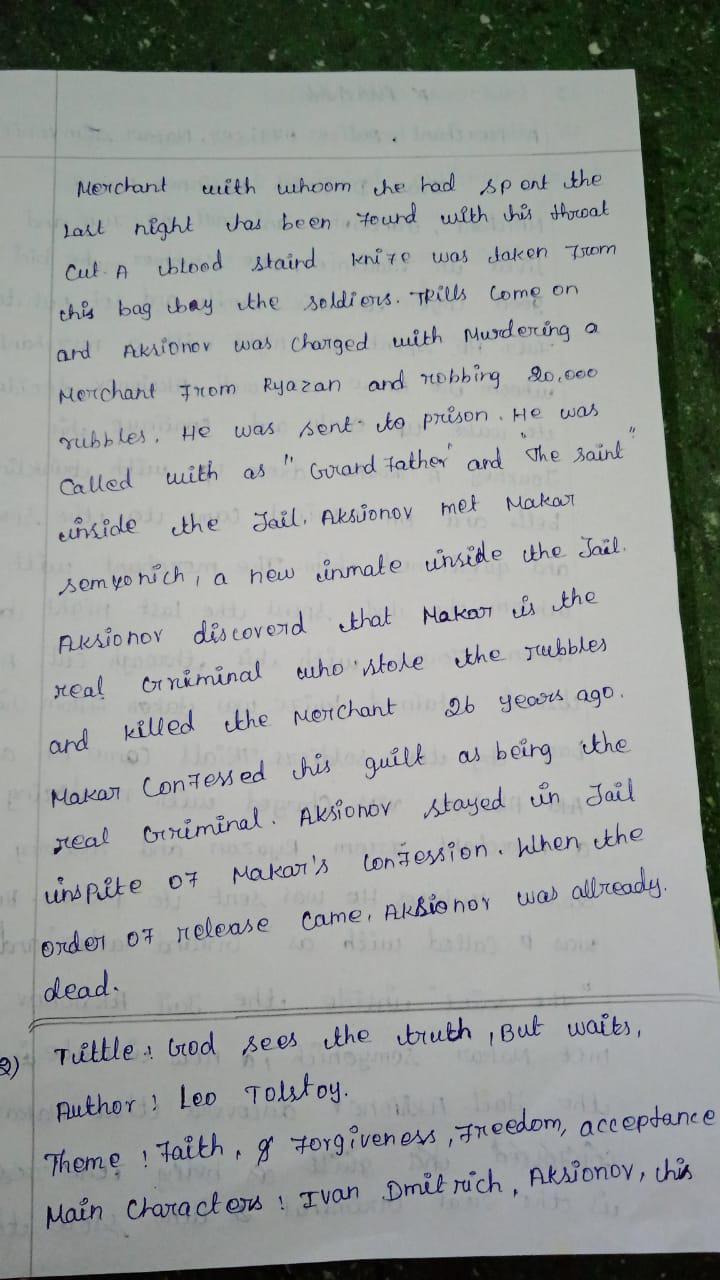 Merchant with whoom he had spent the
Last night has been found with his throat
Cut. A blood staird knife was taken From
this bag bay the soldiers. TRills Come on
and Aksionov was Charged with Murdering a
Merchant From Ryazan and robbing 20,000
rubbles. He was sent to prison. He was
Called with as "Grand Father" and "The Saint"
inside the Jail. Aksionov met Makar
semyonich, a new inmate inside the Jail.
Aksionov discoverd that Makar is the
real Criminal who stole the rubbles
and killed the Merchant 26 years ago.
Makar Confessed his guilt as being the
real Criminal. Aksionov stayed in Jail
inspite of Makar's Confession. When the
order of release Came, Aksionov was allready.
dead.
2) Tittle : God sees the truth, But waits,
Author : Leo Tolstoy.
Theme : Faith, & Forgiveness, Freedom, acceptance
Main Characters : Ivan Dmitrich, Aksionov, his